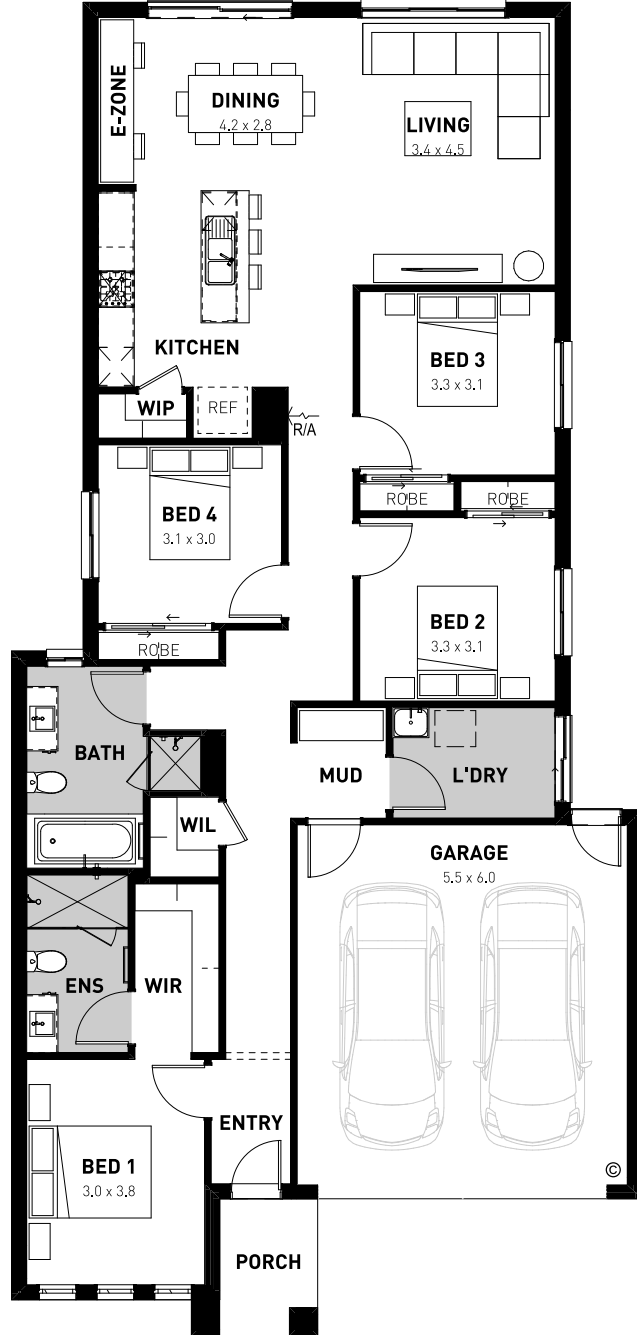 E-ZONE
DINING
4.2 x 2.8
LIVING
3.4 x 4.5
KITCHEN
BED 3
3.3 x 3.1
WIP
REF
R/A
ROBE
ROBE
BED 4
3.1 x 3.0
BED 2
3.3 x 3.1
ROBE
BATH
MUD
L'DRY
WIL
GARAGE
5.5 x 6.0
ENS
WIR
ENTRY
BED 1
3.0 x 3.8
©
PORCH